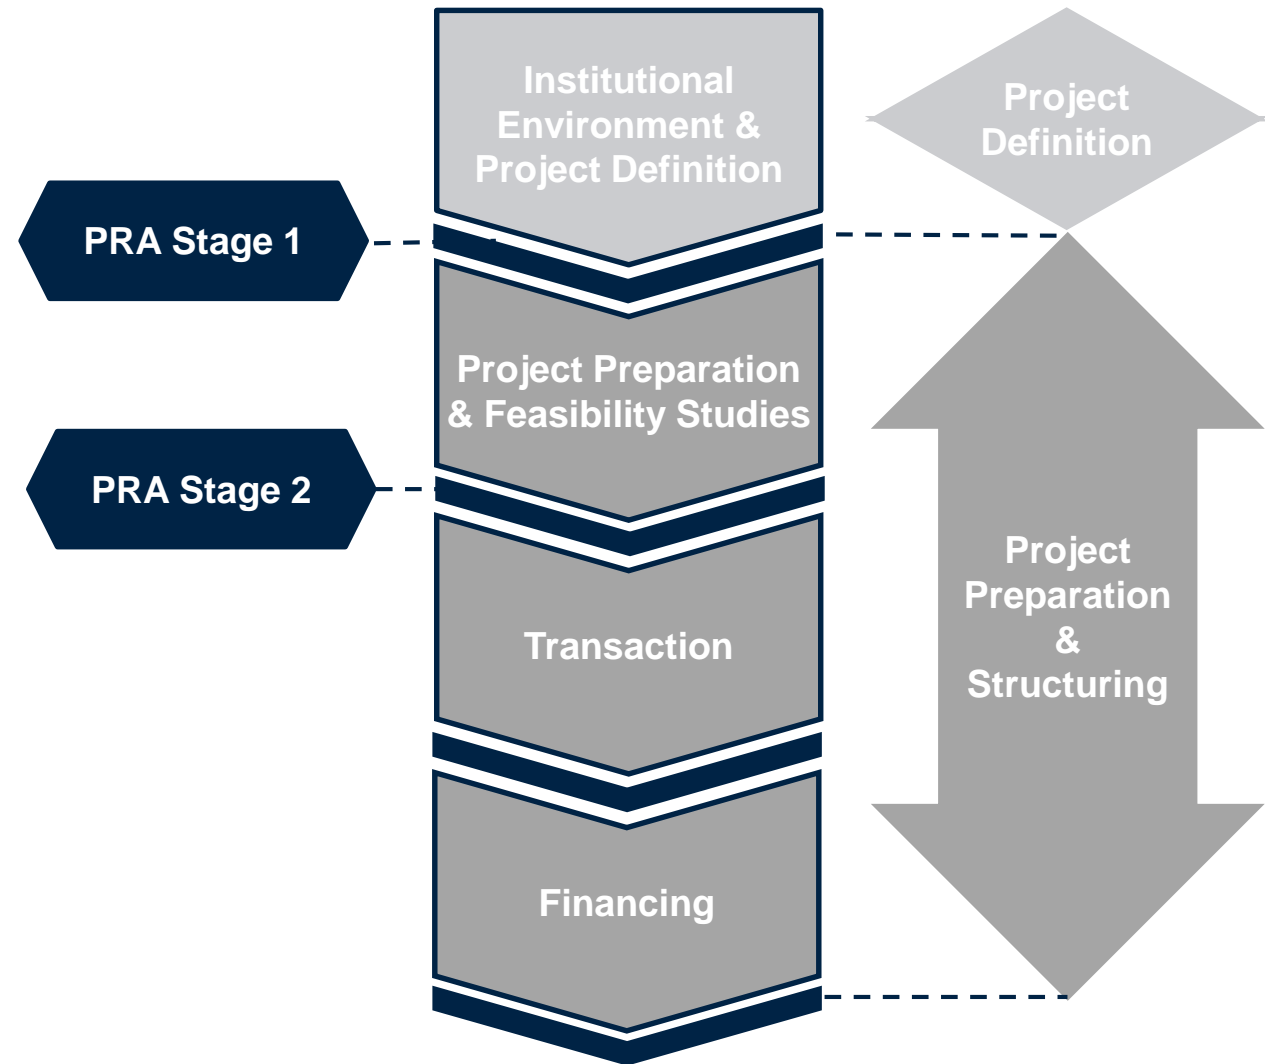 Institutional
Environment &
Project Definition
Project
Definition
PRA Stage 1
Project Preparation
& Feasibility Studies
PRA Stage 2
Transaction
Project
Preparation
&
Structuring
Financing